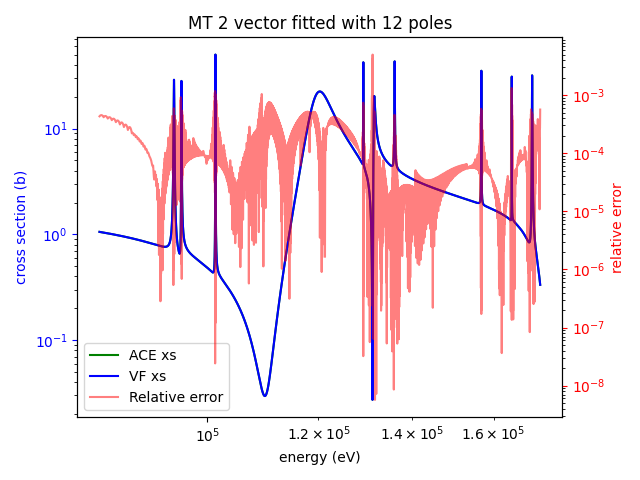 MT 2 vector fitted with 12 poles
10¹
10⁰
10⁻¹
cross section (b)
10⁻³
10⁻⁴
10⁻⁵
10⁻⁶
10⁻⁷
10⁻⁸
relative error
ACE xs
VF xs
Relative error
10⁵
1.2 × 10⁵
1.4 × 10⁵
1.6 × 10⁵
energy (eV)